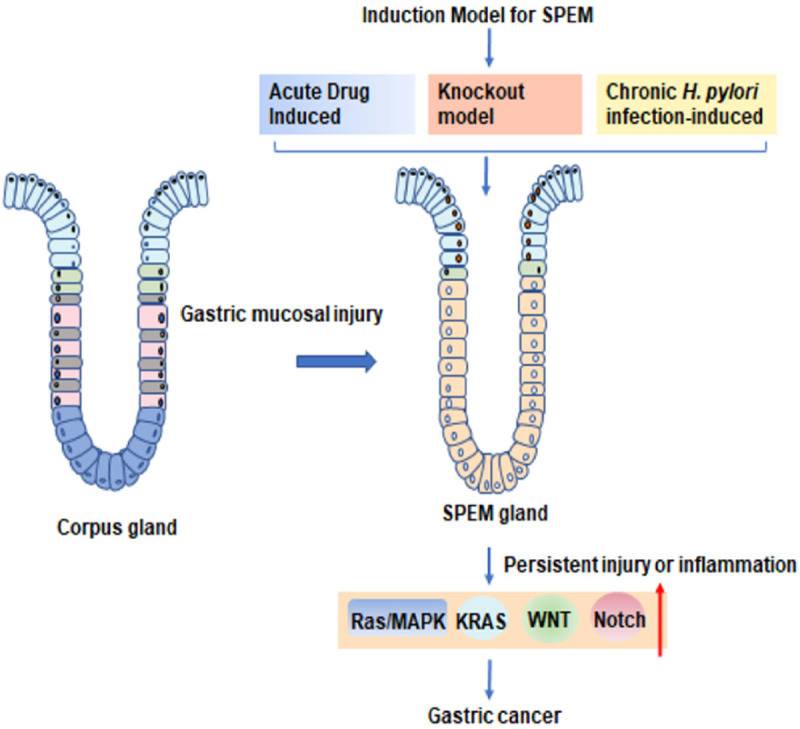 Induction Model for SPEM
Acute Drug
Induced
Knockout
model
Chronic H. pylori
infection-induced
Gastric mucosal injury
Corpus gland
SPEM gland
Persistent injury or inflammation
Ras/MAPK
KRAS
WNT
Notch
Gastric cancer